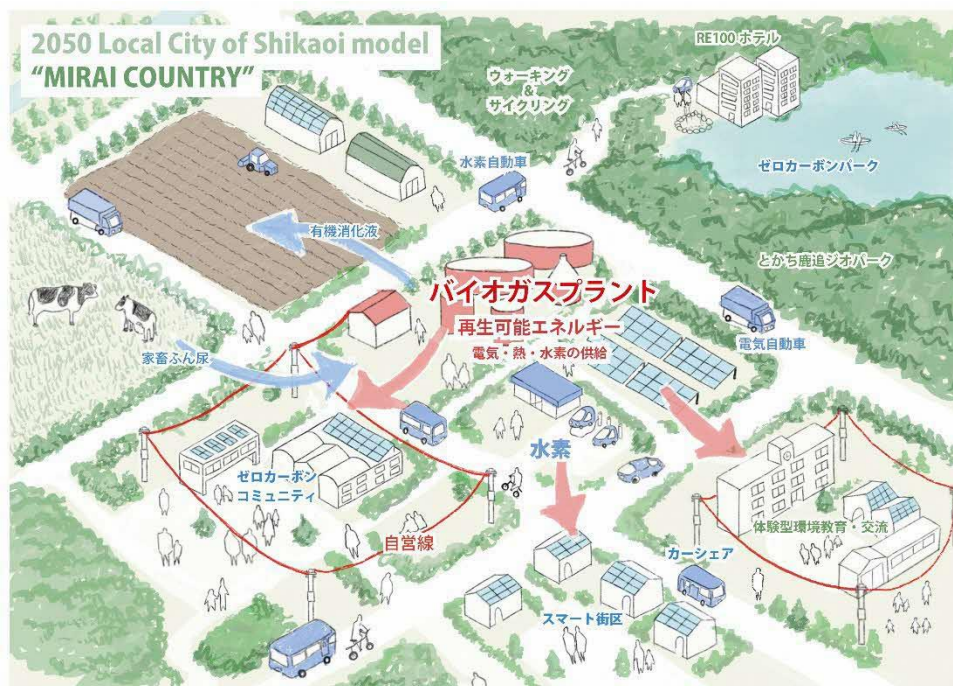 2050 Local City of Shikaoi model
“MIRAI COUNTRY”
RE100 ホテル
ウォーキング
&
サイクリング
水素自動車
ゼロカーボンパーク
有機消化液
とかち鹿追ジオパーク
バイオガスプラント
再生可能エネルギー
電気・熱・水素の供給
電気自動車
家畜ふん尿
水素
ゼロカーボン
コミュニティ
体験型環境教育・交流
自営線
カーシェア
スマート街区